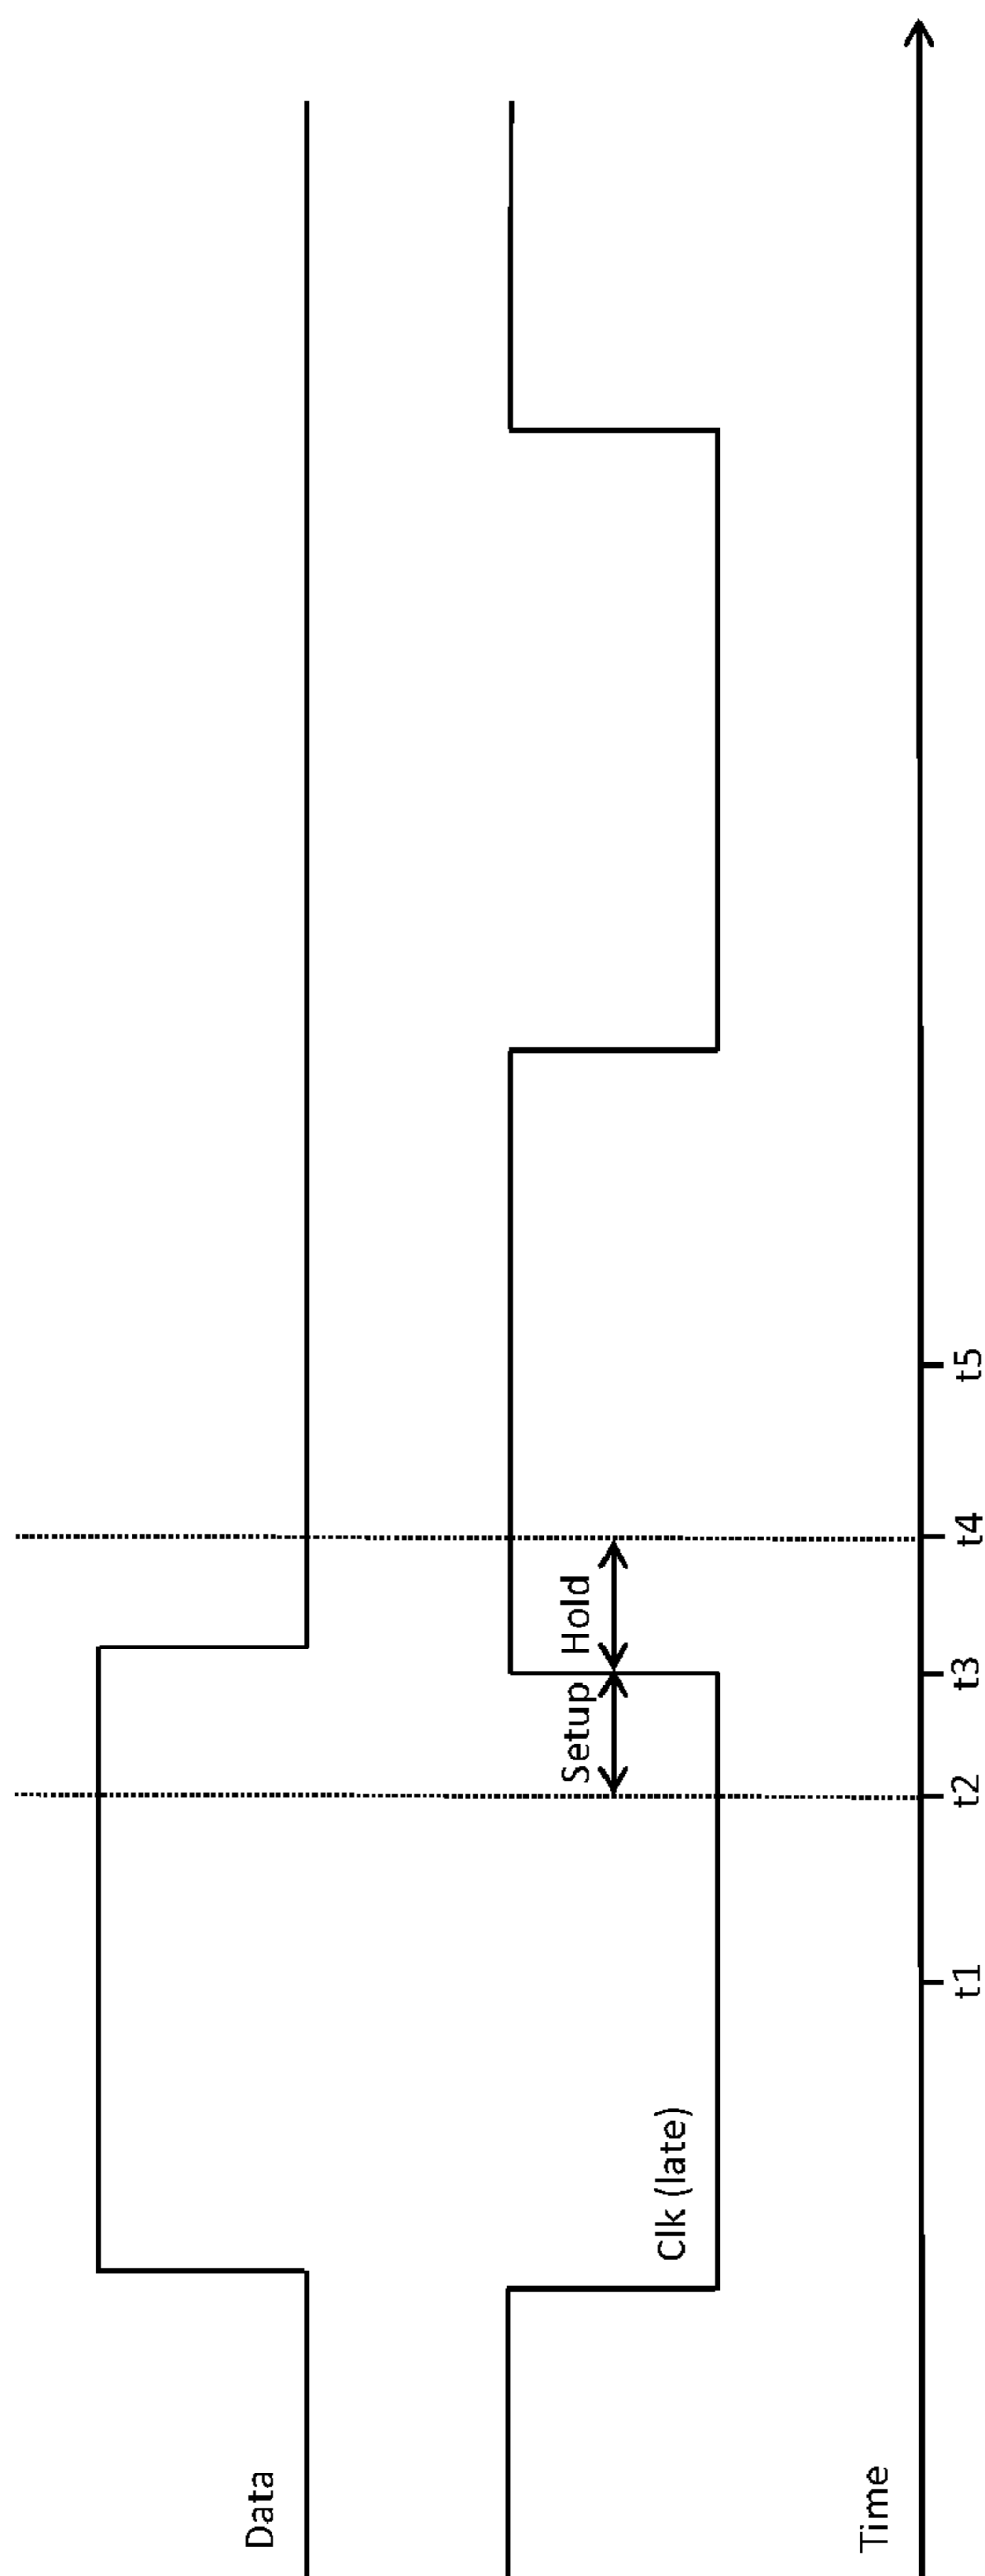 Data
Clk (late)
Setup
Hold
Time
t1
t2
t3
t4
t5